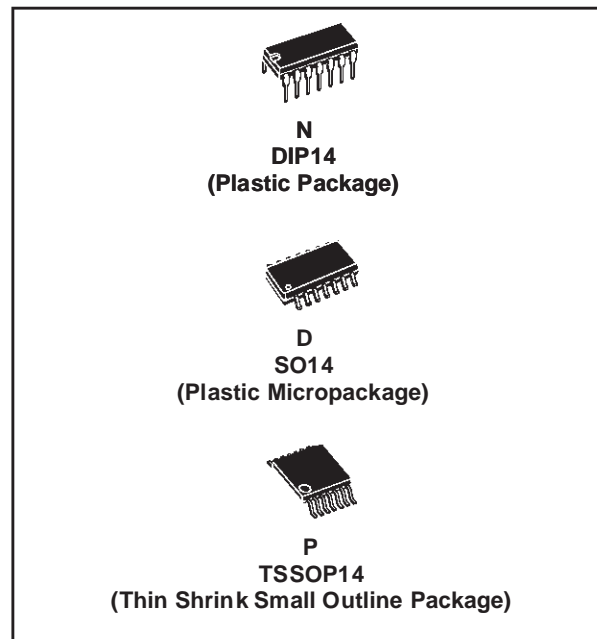 N
DIP14
(Plastic Package)
D
SO14
(Plastic Micropackage)
P
TSSOP14
(Thin Shrink Small Outline Package)